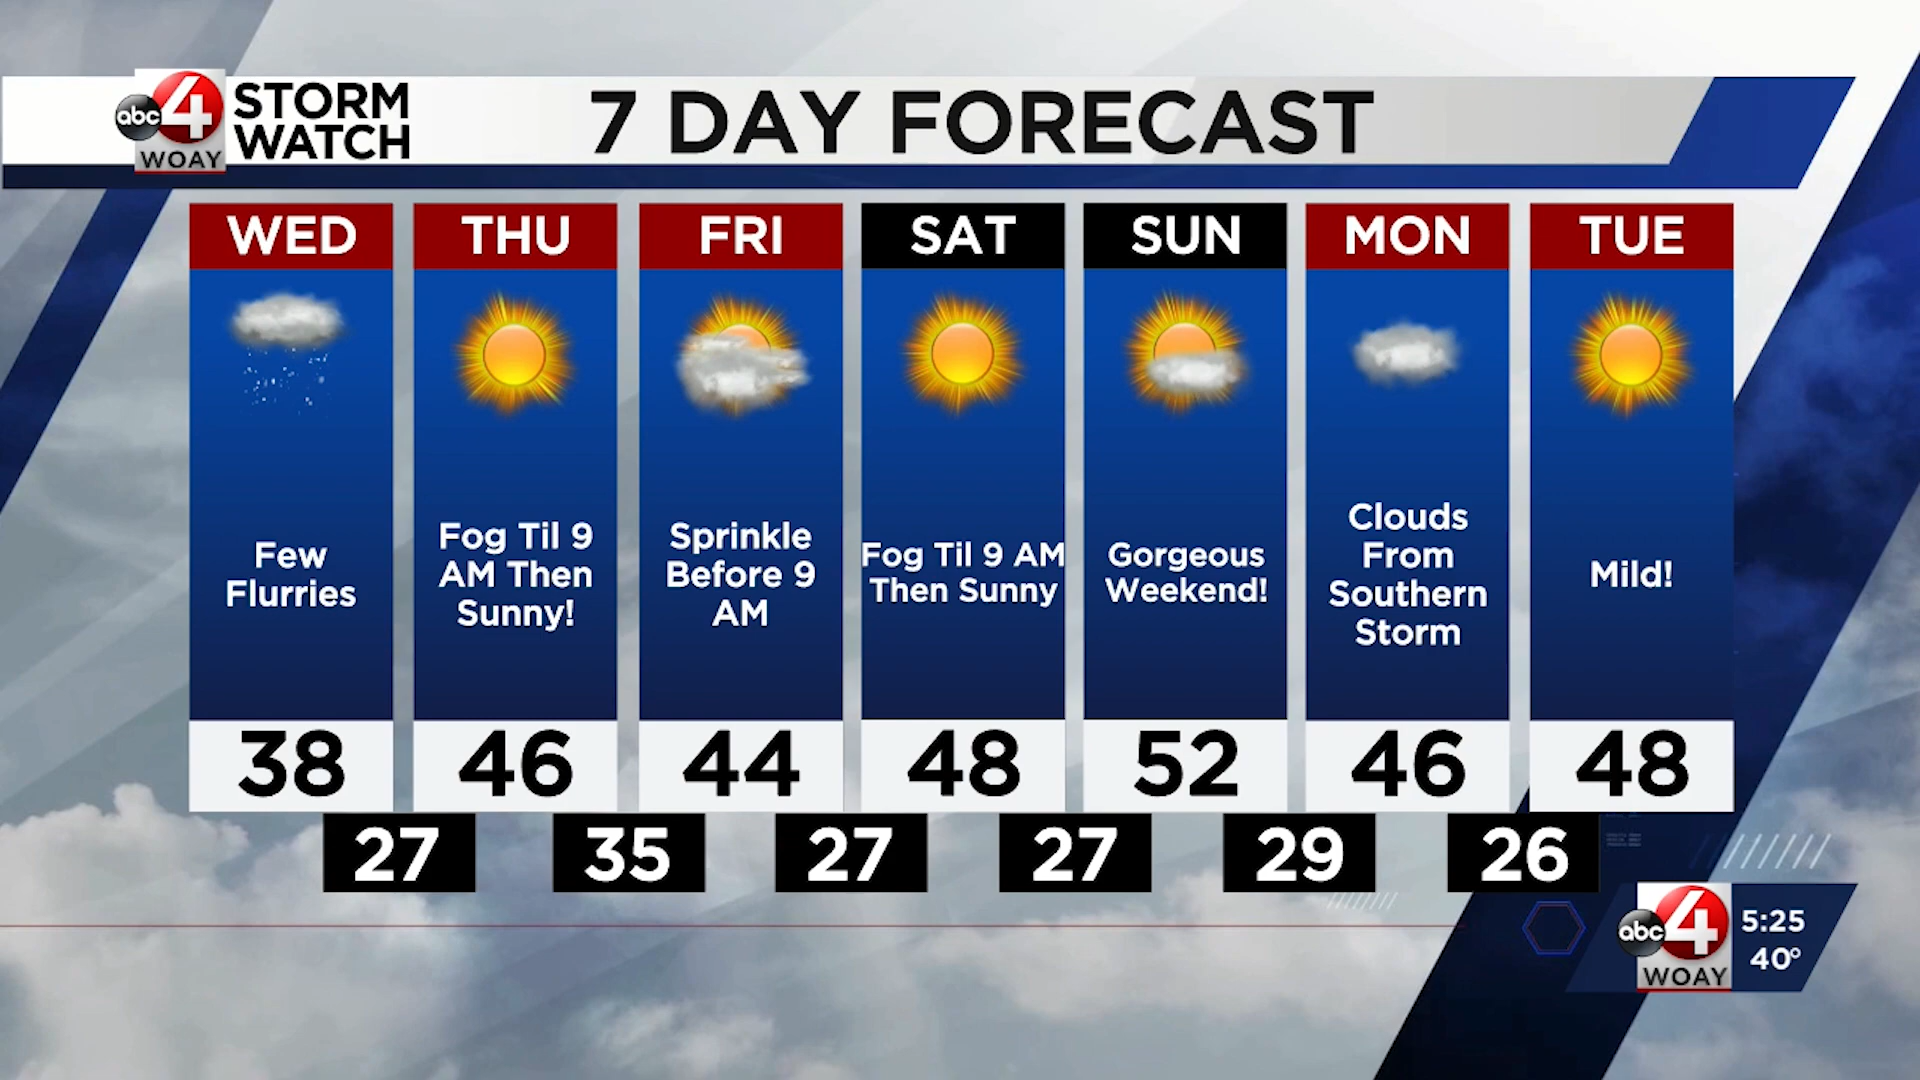 abc 4
WOAY
STORM
WATCH
7 DAY FORECAST
WED
Few
Flurries
38
27
THU
Fog Til 9
AM Then
Sunny!
46
35
FRI
Sprinkle
Before 9
AM
44
27
SAT
Fog Til 9 AM
Then Sunny
48
27
SUN
Gorgeous
Weekend!
52
29
MON
Clouds
From
Southern
Storm
46
26
TUE
Mild!
48
abc 4
WOAY
5:25
40°